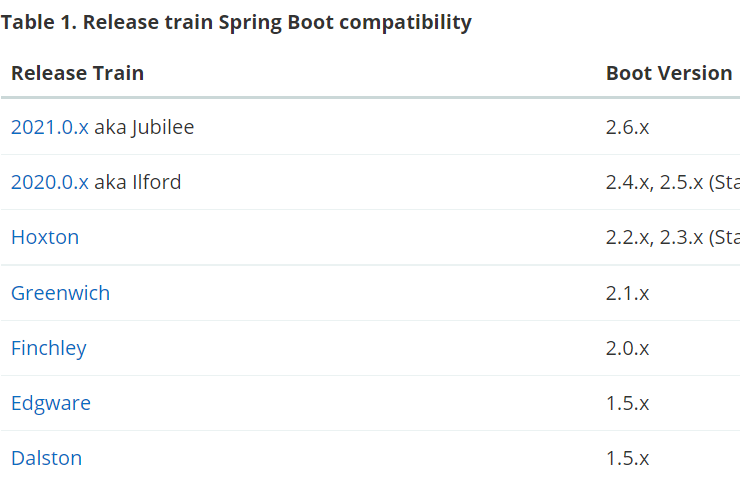 Table 1. Release train Spring Boot compatibility
Release Train Boot Version
2021.0.x aka Jubilee 2.6.x
2020.0.x aka Ilford 2.4.x, 2.5.x (Sta
Hoxton 2.2.x, 2.3.x (Sta
Greenwich 2.1.x
Finchley 2.0.x
Edgware 1.5.x
Dalston 1.5.x